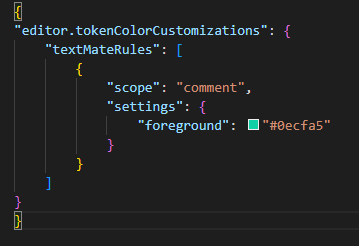 {
"editor.tokenColorCustomizations": {
    "textMateRules": [
        {
            "scope": "comment",
            "settings": {
                "foreground": "#0ecfa5"
            }
        }
    ]
}
}